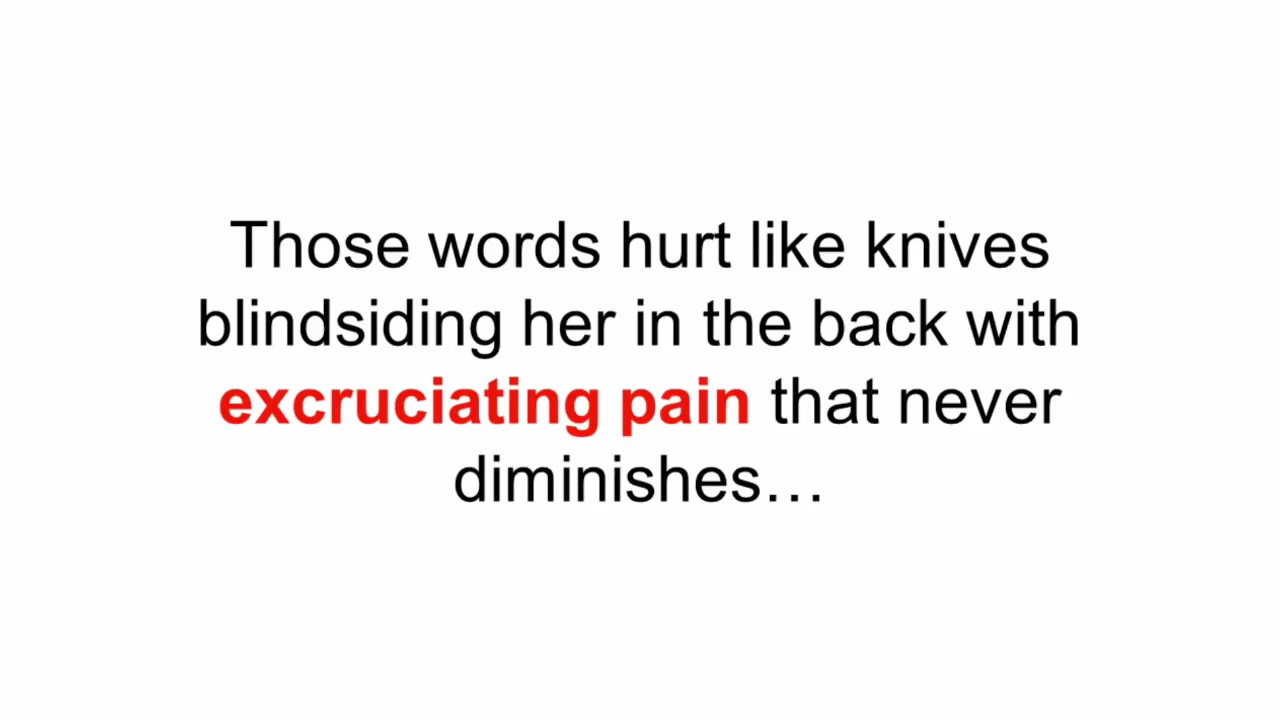 Those words hurt like knives
blindsiding her in the back with
excruciating pain that never
diminishes…